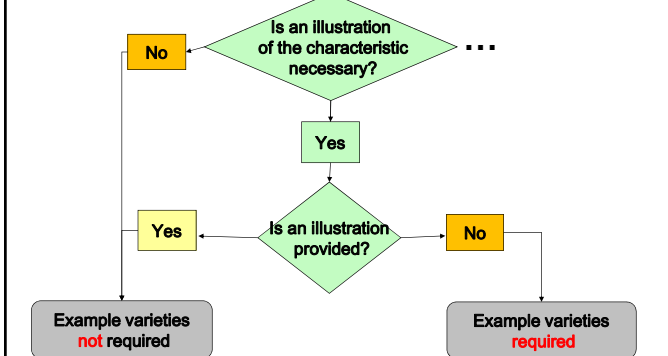 Is an illustration
of the characteristic
necessary?
...
No
Yes
Is an illustration
provided?
Yes
No
Example varieties
not required
Example varieties
required